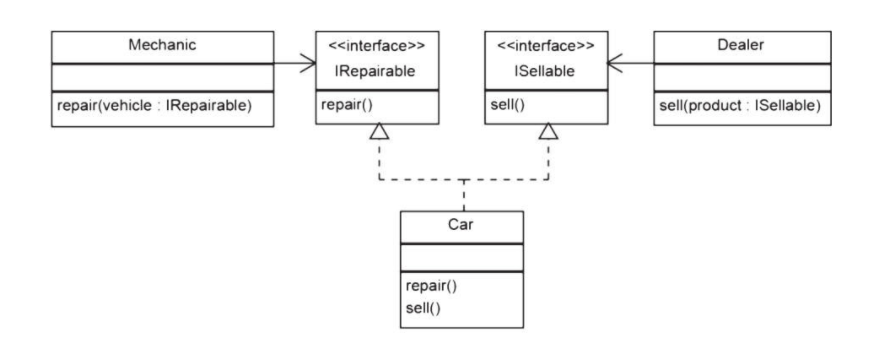 Mechanic
repair(vehicle : IRepairable)
<<interface>>
IRepairable
repair()
<<interface>>
ISellable
sell()
Dealer
sell(product : ISellable)
Car
repair()
sell()